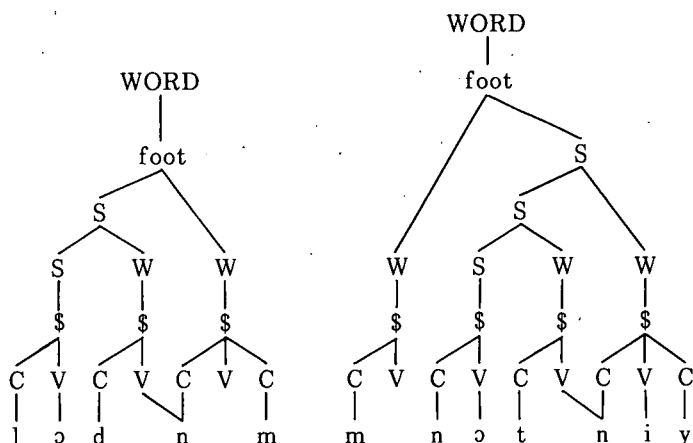 WORD
foot
S
S W W
$ $ $
C V C V C V C
l ɔ d n m
WORD
foot
S
S
W S W W
$ $ $ $
C V C V C V C V C
m n ɔ t n i y